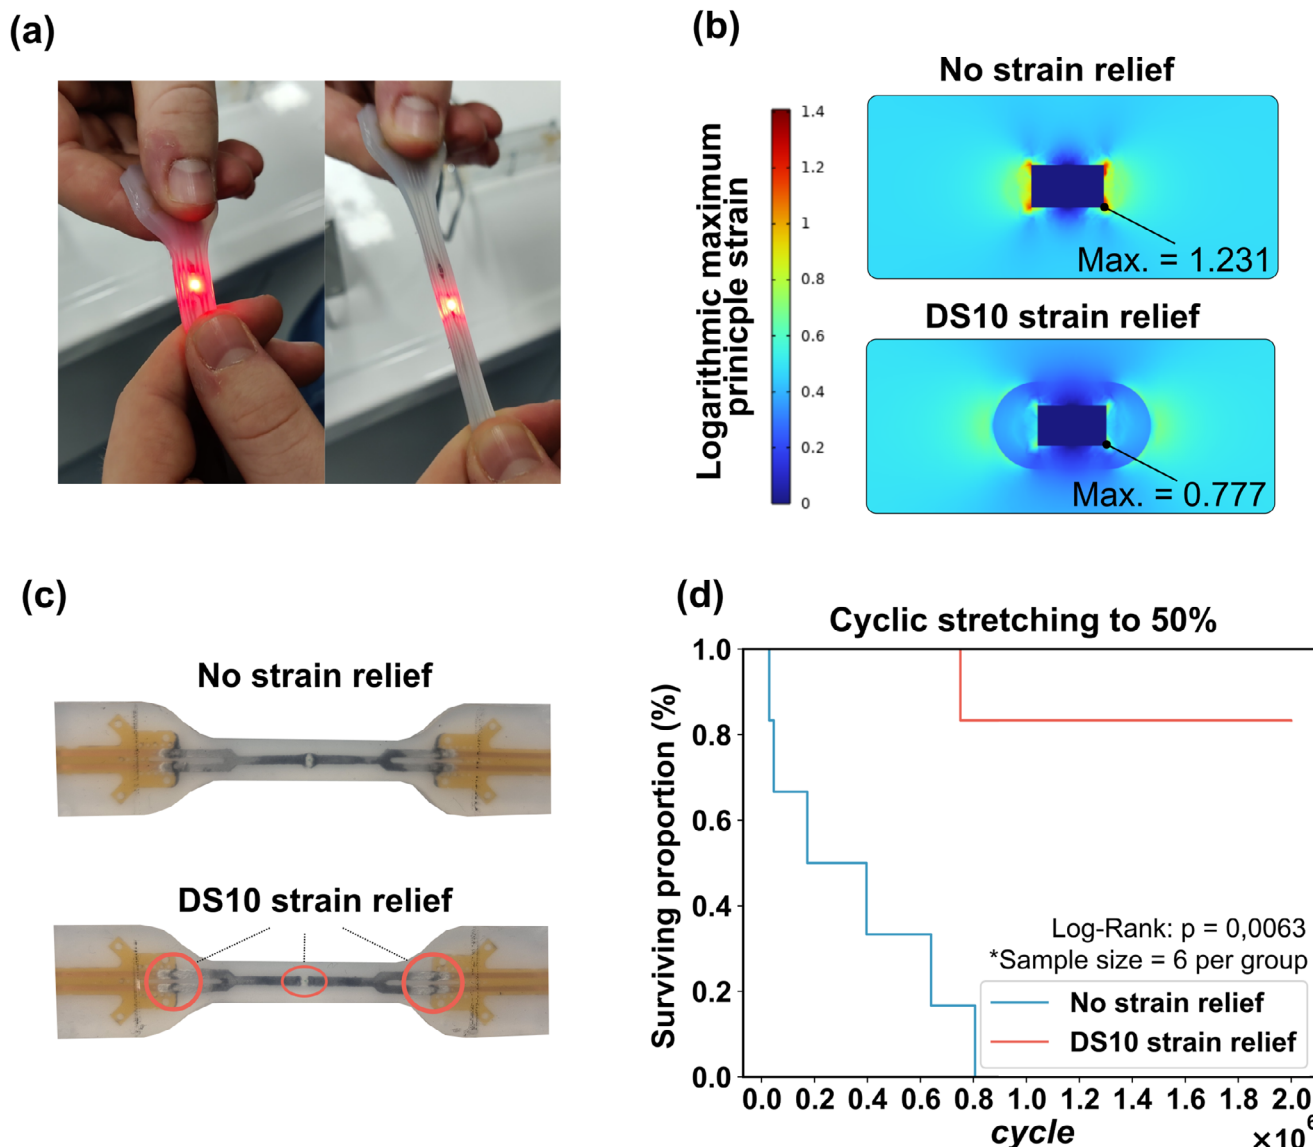 (a)
(b)
No strain relief
Logarithmic maximum
prinicple strain
1.4
1.2
1
0.8
0.6
0.4
0.2
0
Max. = 1.231
DS10 strain relief
Max. = 0.777
(c)
No strain relief
DS10 strain relief
(d)
Cyclic stretching to 50%
Surviving proportion (%)
1.0
0.8
0.6
0.4
0.2
0.0
Log-Rank: p = 0,0063
*Sample size = 6 per group
No strain relief
DS10 strain relief
0.0 0.2 0.4 0.6 0.8 1.0 1.2 1.4 1.6 1.8 2.0
cycle
×10⁶